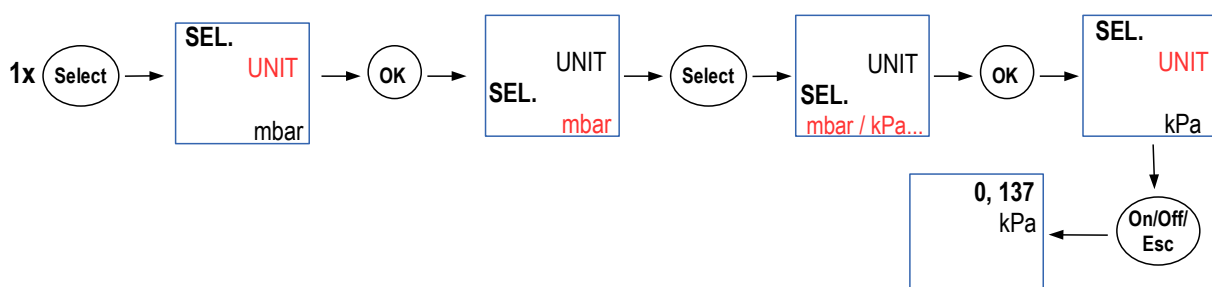 1x
Select
SEL.
UNIT
mbar
OK
UNIT
SEL.
mbar
Select
UNIT
SEL.
mbar / kPa...
OK
SEL.
UNIT
kPa
On/Off/
Esc
0, 137
kPa